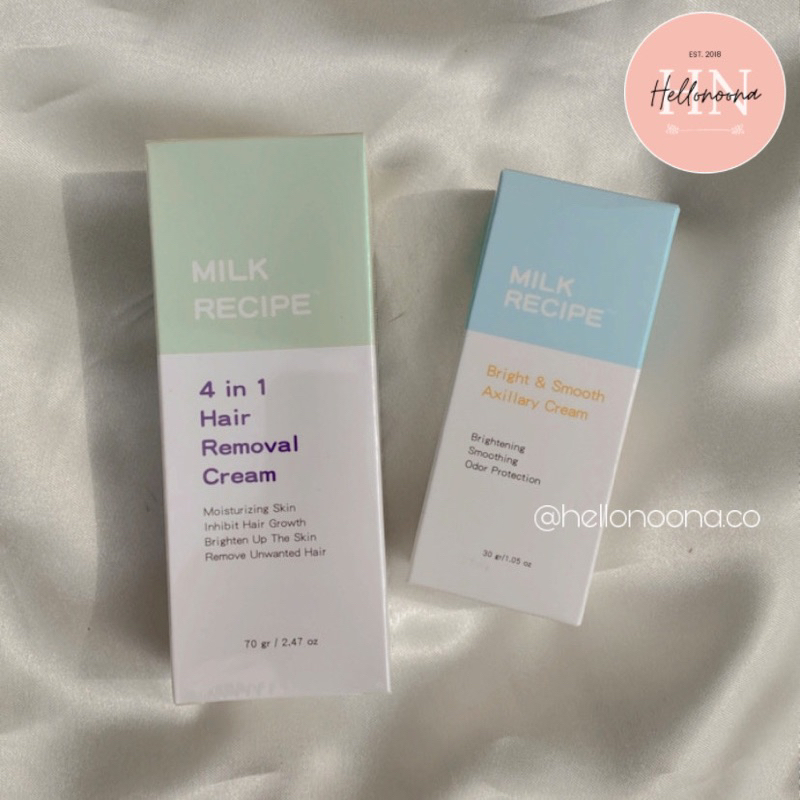 EST. 2018
HN
Hellonoona
MILK
RECIPE
4 in 1
Hair
Removal
Cream
Moisturizing Skin
Inhibit Hair Growth
Brighten Up The Skin
Remove Unwanted Hair
70 gr / 2.47 oz
MILK
RECIPE
Bright & Smooth
Axillary Cream
Brightening
Smoothing
Odor Protection
30 gr/1.05 oz
@hellonoona.co